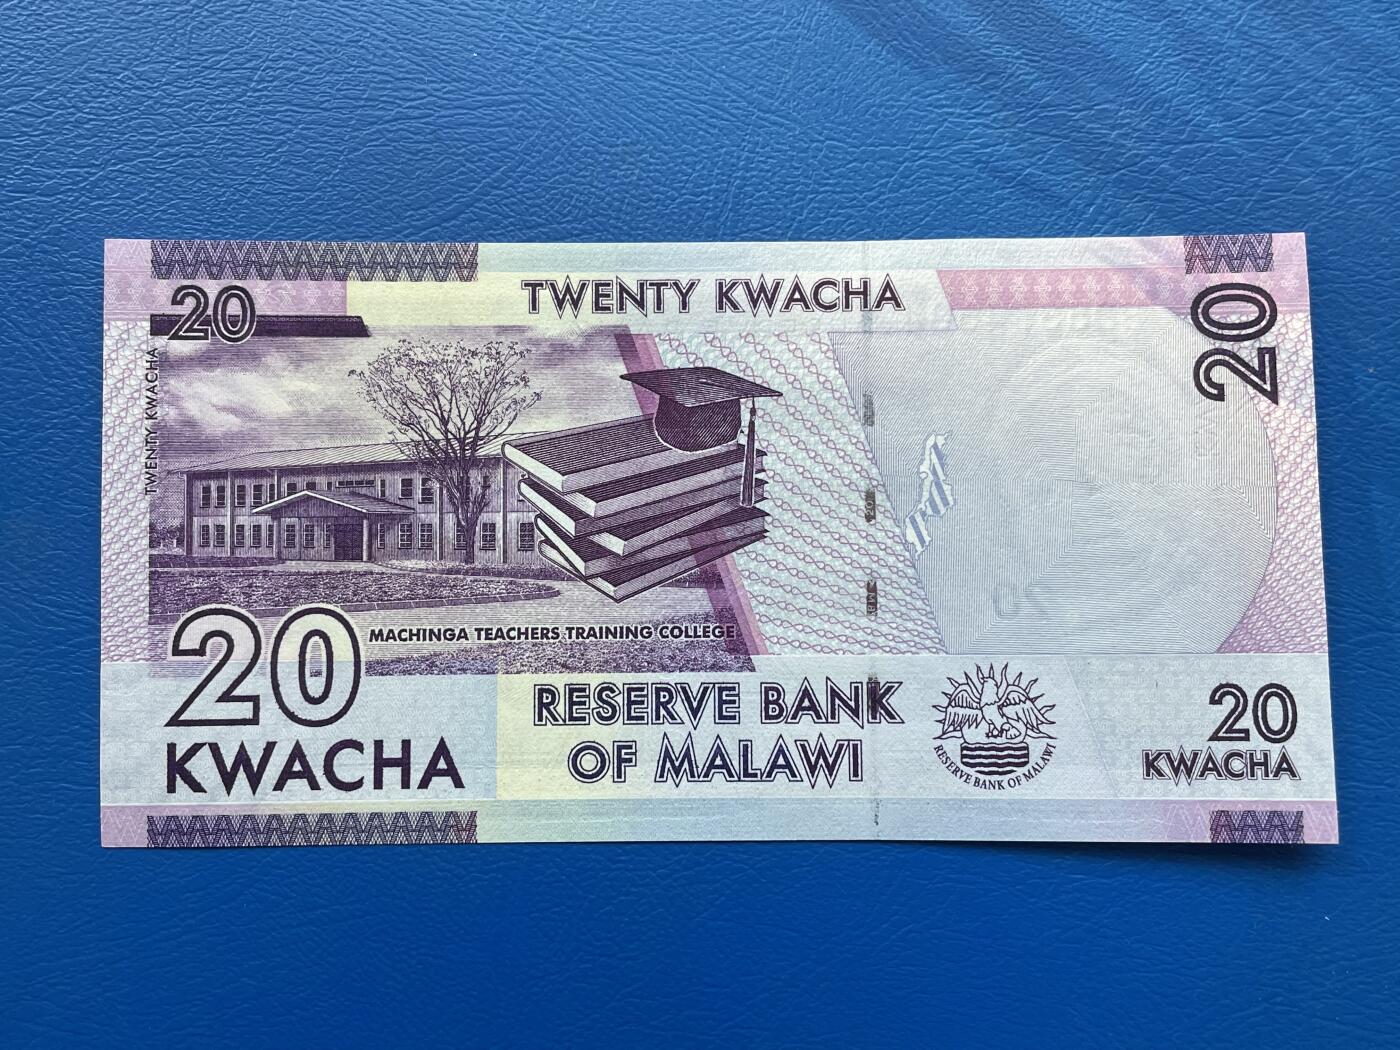 20
TWENTY KWACHA
20
TWENTY KWACHA
MACHINGA TEACHERS TRAINING COLLEGE
20
KWACHA
RESERVE BANK
OF MALAWI
RESERVE BANK OF MALAWI
20
KWACHA